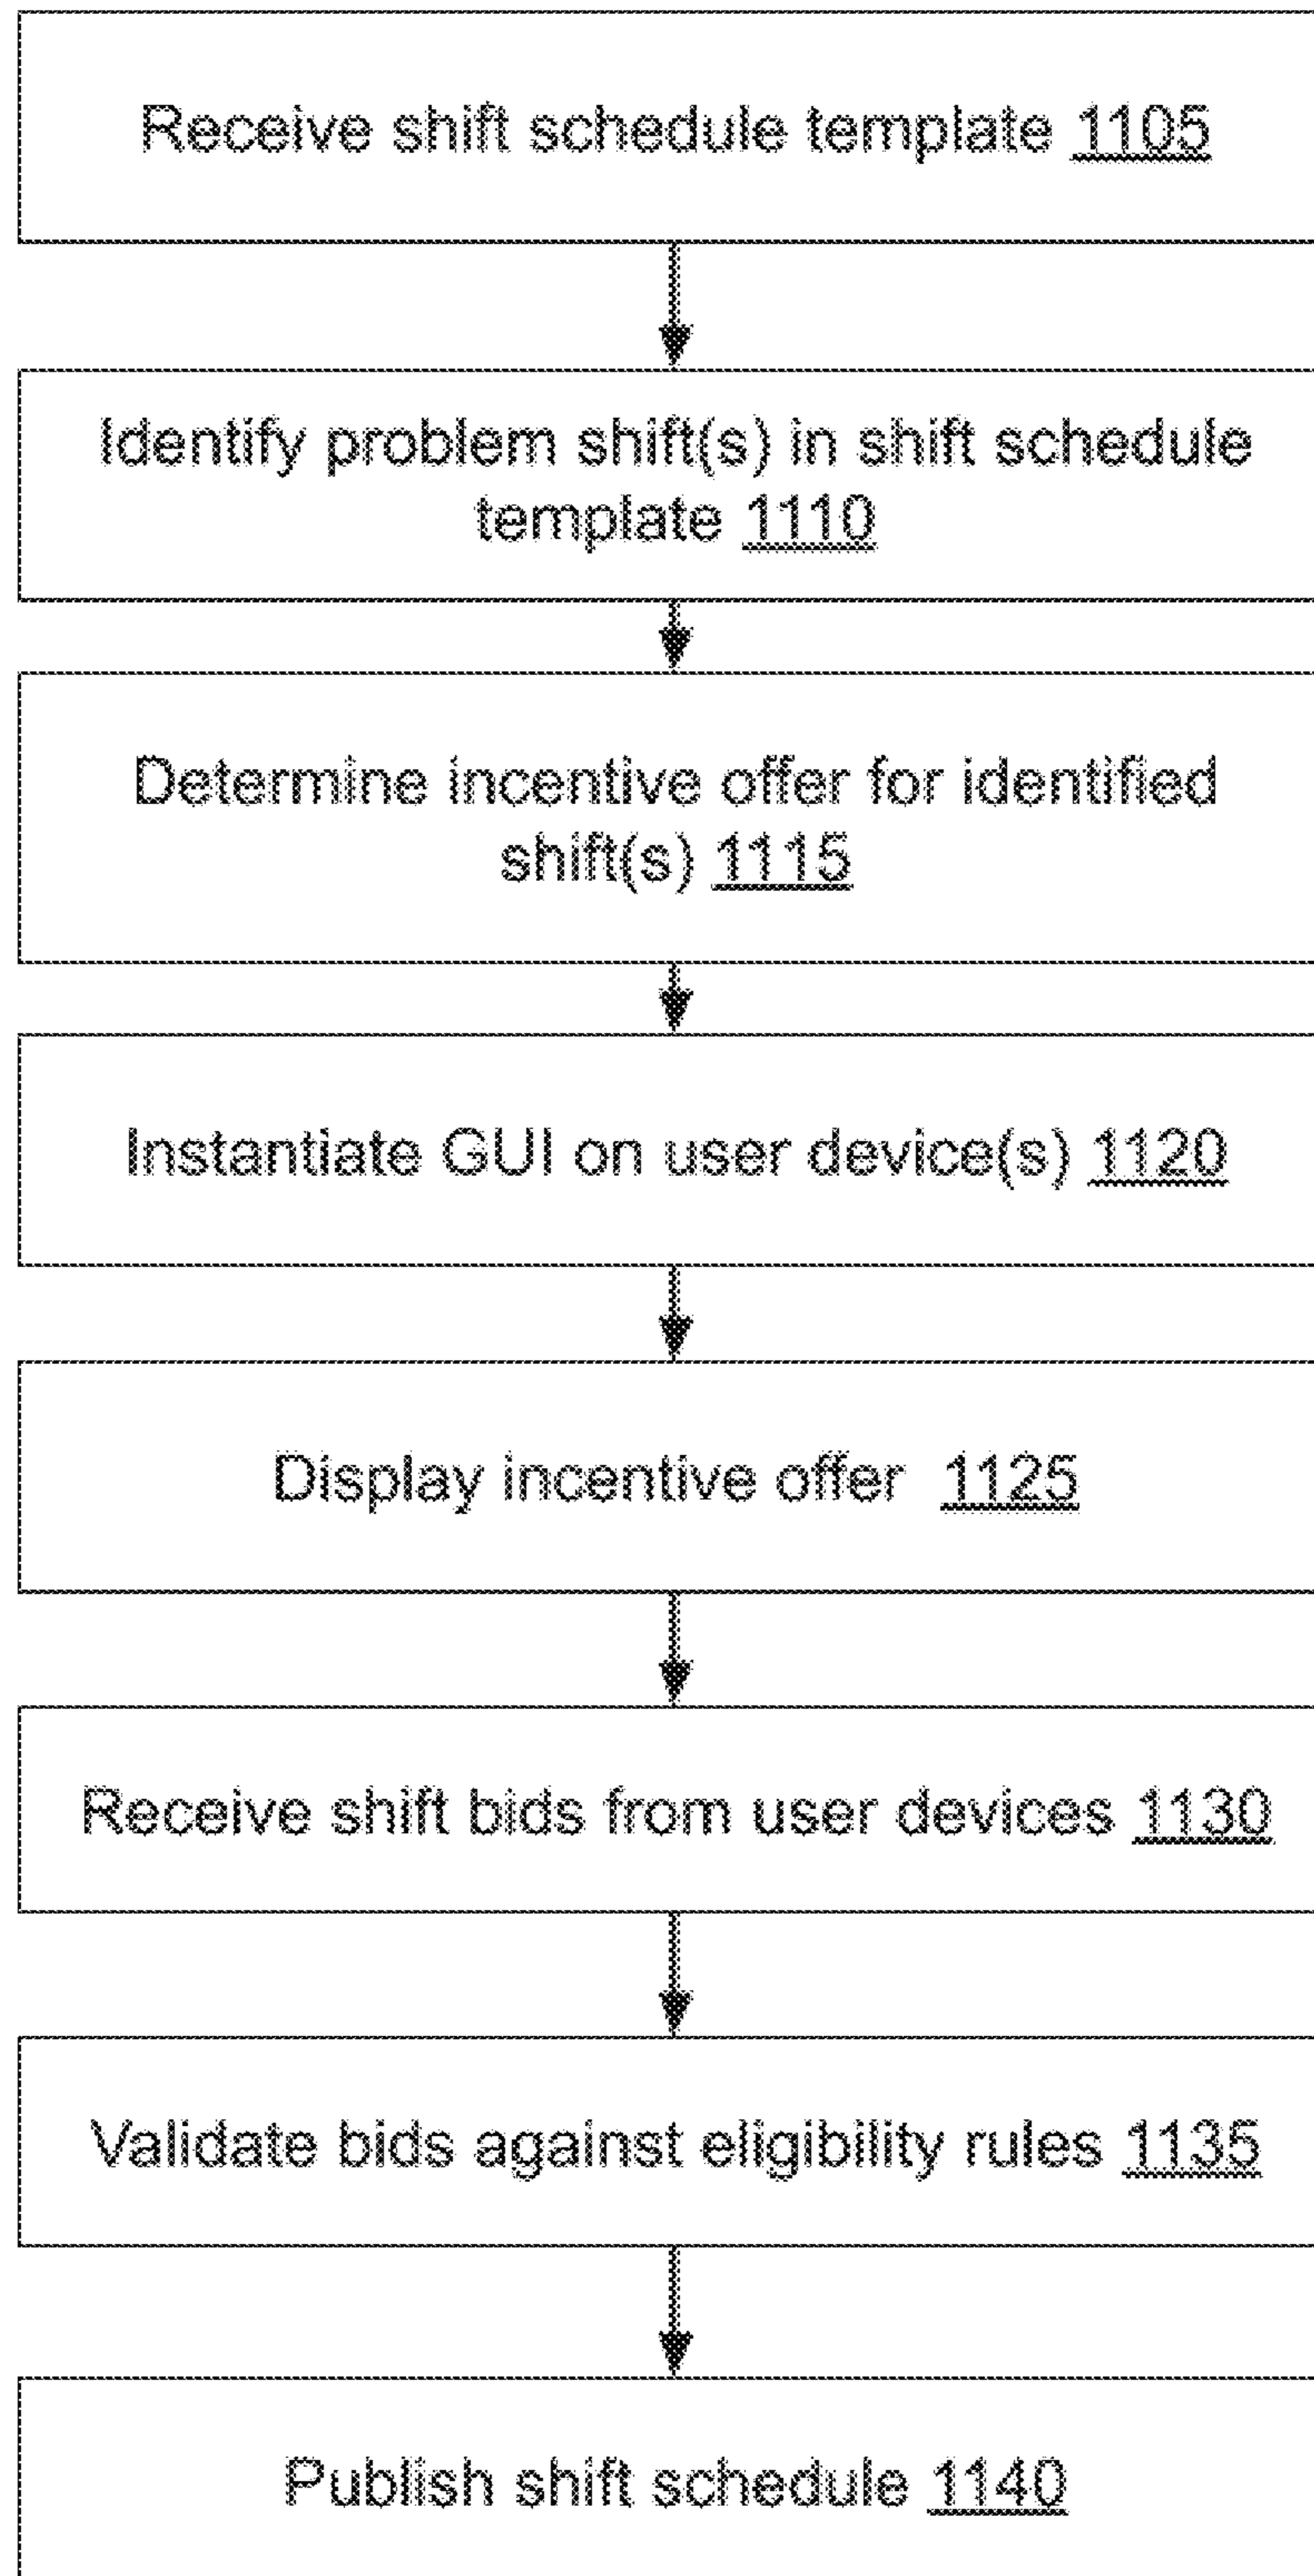 Receive shift schedule template 1105
Identify problem shift(s) in shift schedule
template 1110
Determine incentive offer for identified
shift(s) 1115
Instantiate GUI on user device(s) 1120
Display incentive offer 1125
Receive shift bids from user devices 1130
Validate bids against eligibility rules 1135
Publish shift schedule 1140